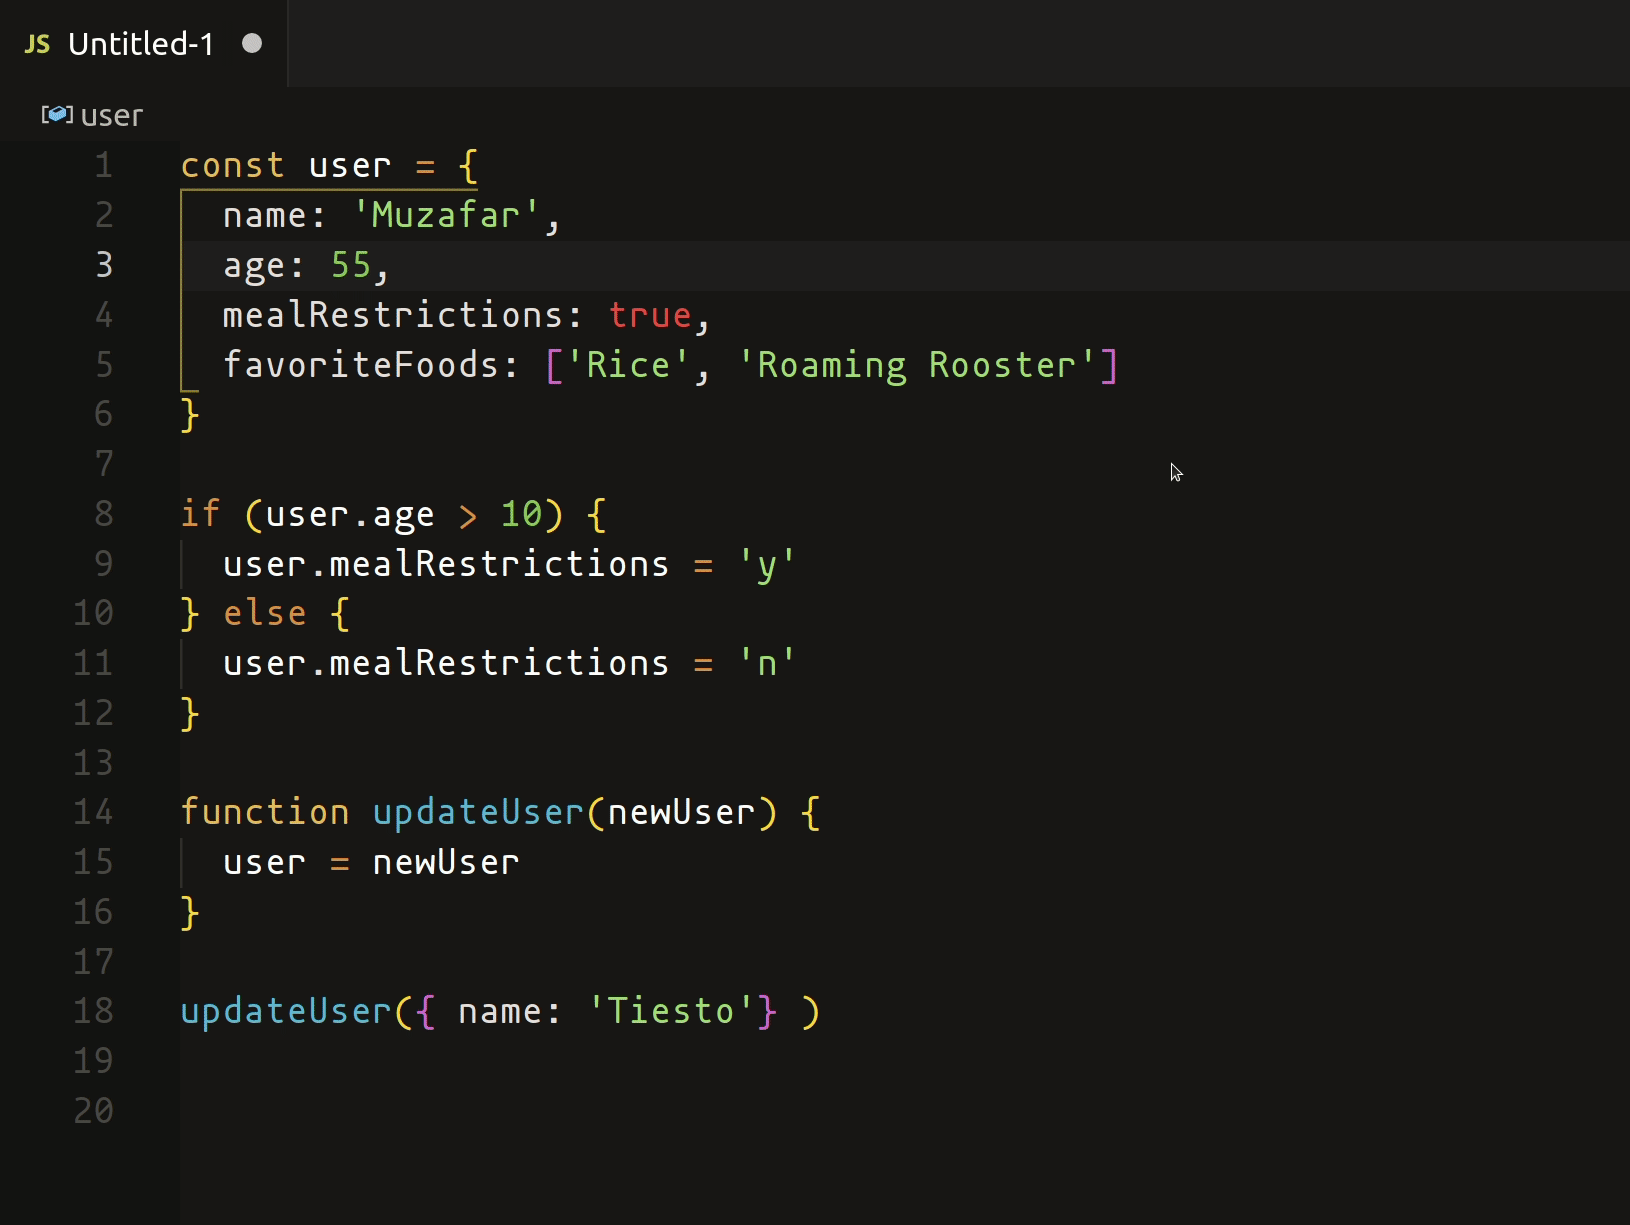 JS Untitled-1
user
1 const user = {
2   name: 'Muzafar',
3   age: 55,
4   mealRestrictions: true,
5   favoriteFoods: ['Rice', 'Roaming Rooster']
6 }
7
8 if (user.age > 10) {
9   user.mealRestrictions = 'y'
10 } else {
11   user.mealRestrictions = 'n'
12 }
13
14 function updateUser(newUser) {
15   user = newUser
16 }
17
18 updateUser({ name: 'Tiesto'} )
19
20